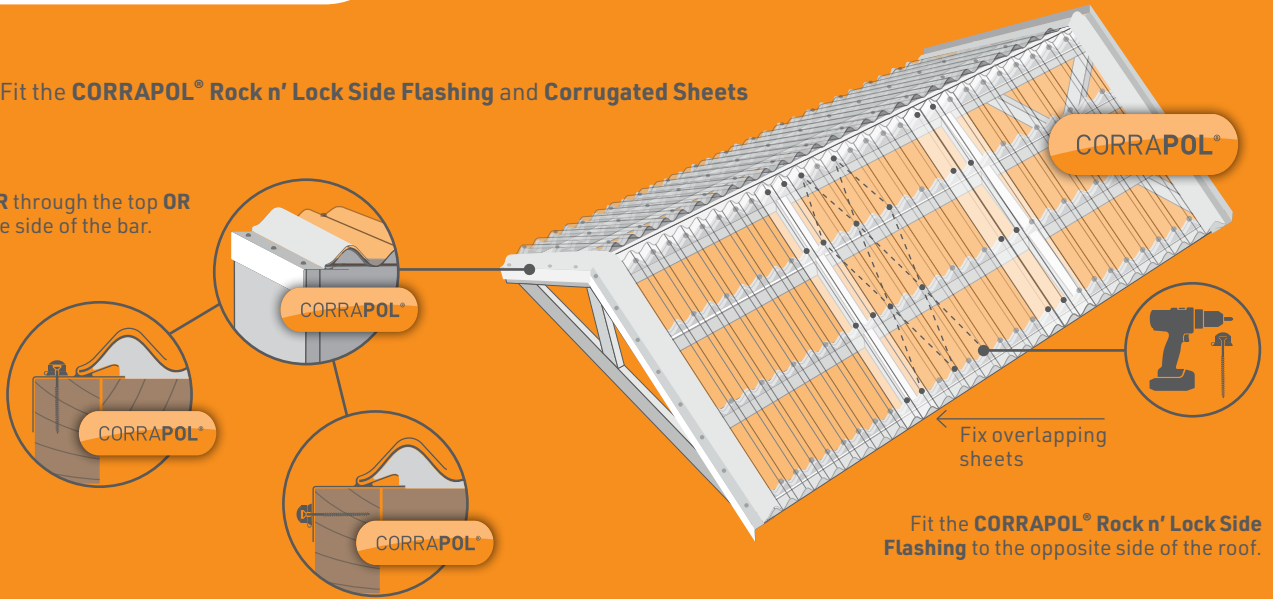 Fit the CORRAPOL® Rock n' Lock Side Flashing and Corrugated Sheets
R through the top OR
e side of the bar.
CORRAPOL®
CORRAPOL®
CORRAPOL®
CORRAPOL®
Fix overlapping
sheets
Fit the CORRAPOL® Rock n' Lock Side
Flashing to the opposite side of the roof.